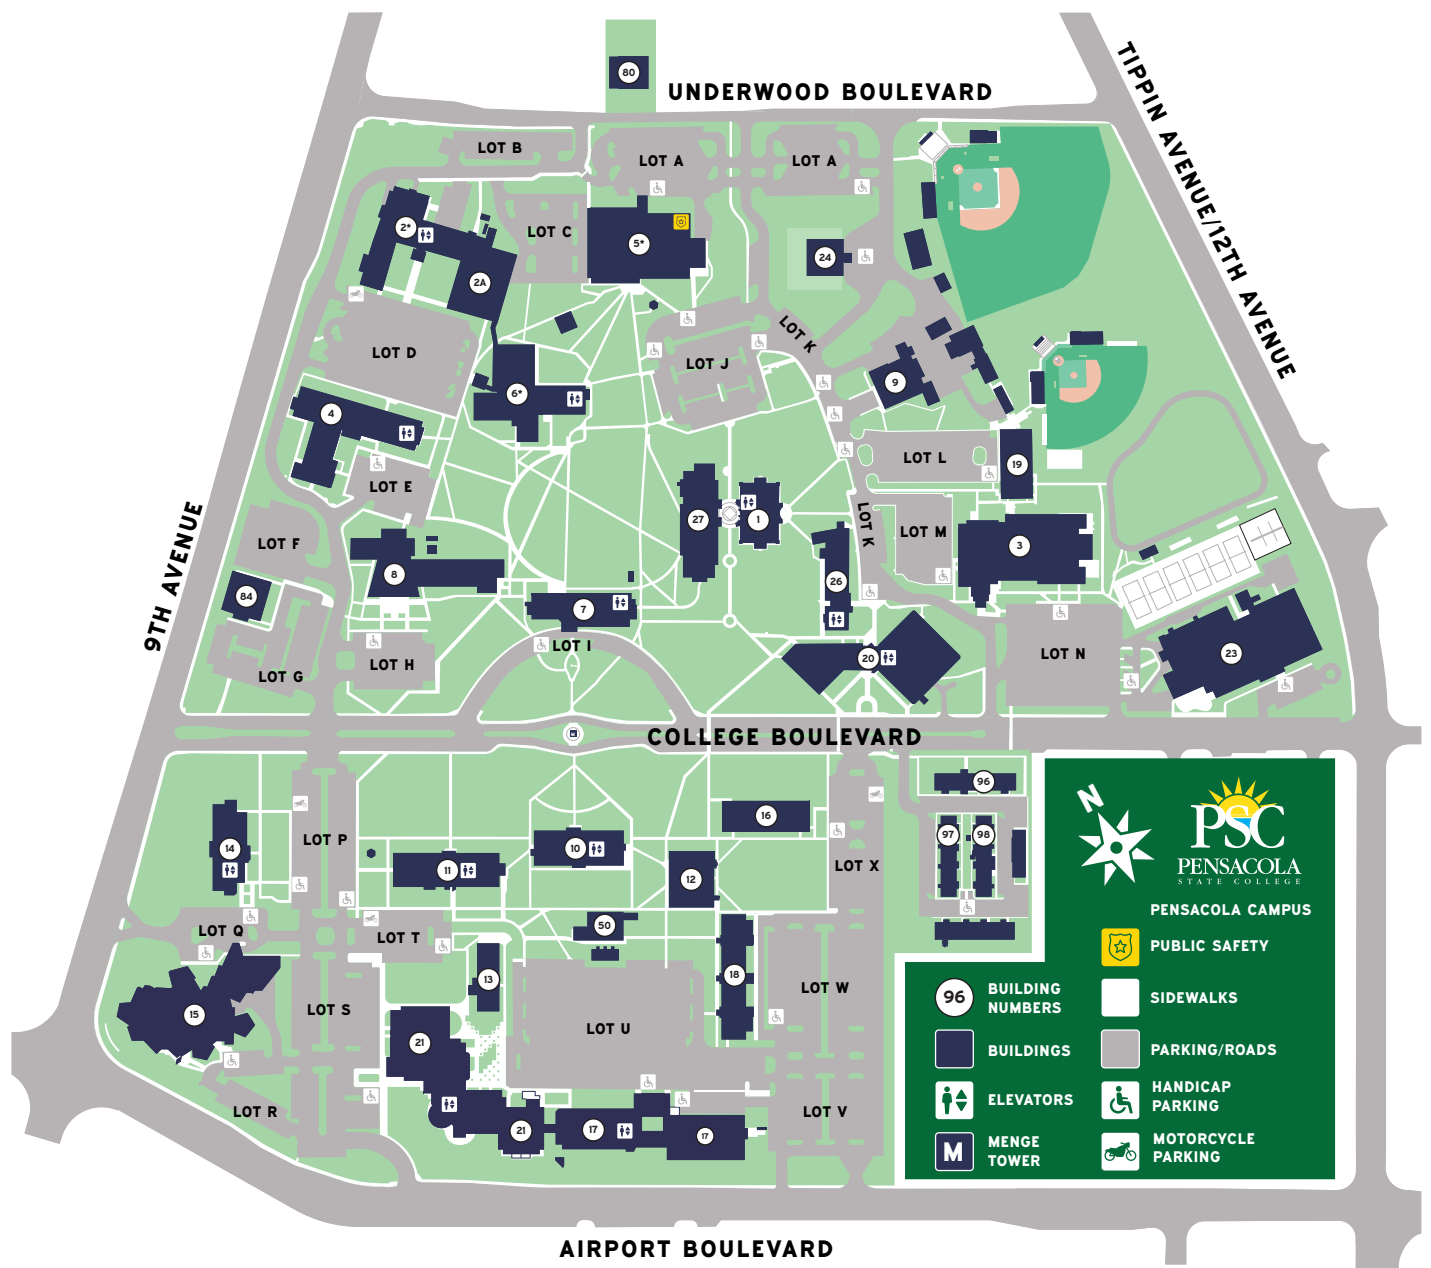 80
UNDERWOOD BOULEVARD
TIPPIN AVENUE/12TH AVENUE
LOT B
LOT A
LOT A
2*
LOT C
5*
24
2A
LOT K
LOT D
LOT J
9
6*
4
LOT L
19
LOT E
27
1
LOT K
LOT M
3
LOT F
9TH AVENUE
8
26
84
7
LOT I
LOT H
20
LOT N
23
LOT G
M
COLLEGE BOULEVARD
96
16
14
LOT P
10
97
98
11
LOT X
12
LOT Q
LOT T
50
13
18
LOT W
15
LOT S
LOT U
21
LOT R
LOT V
21
17
17
N
PSC
PENSACOLA
STATE COLLEGE
PENSACOLA CAMPUS
PUBLIC SAFETY
96
BUILDING
NUMBERS
SIDEWALKS
BUILDINGS
PARKING/ROADS
ELEVATORS
HANDICAP
PARKING
M
MENGE
TOWER
MOTORCYCLE
PARKING
AIRPORT BOULEVARD